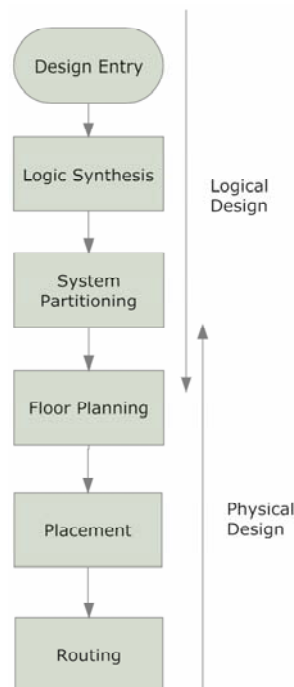 Design Entry
Logic Synthesis
Logical
Design
System
Partitioning
Floor Planning
Physical
Design
Placement
Routing